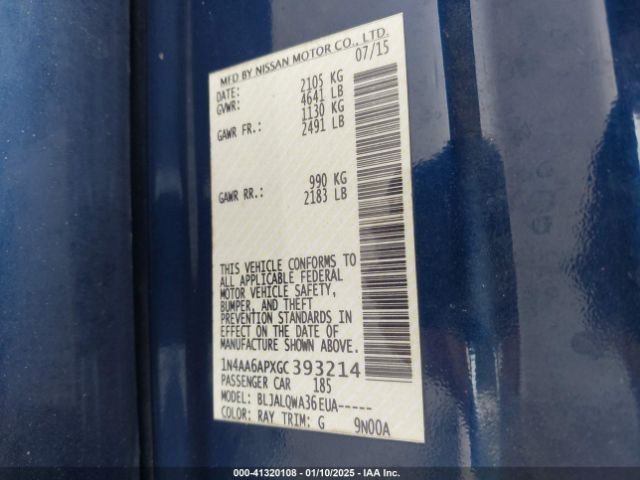 MFD BY NISSAN MOTOR CO., LTD.
DATE: 07/15
GVWR: 2105 KG
4641 LB
GAWR FR.: 1130 KG
2491 LB
GAWR RR.: 990 KG
2183 LB
THIS VEHICLE CONFORMS TO
ALL APPLICABLE FEDERAL
MOTOR VEHICLE SAFETY,
BUMPER, AND THEFT
PREVENTION STANDARDS IN
EFFECT ON THE DATE OF
MANUFACTURE SHOWN ABOVE.
1N4AA6APXGC393214
PASSENGER CAR 185
MODEL: BLJALQWA36EUA-----
COLOR: RAY TRIM: G 9N00A
000-41320108 - 01/10/2025 - IAA Inc.